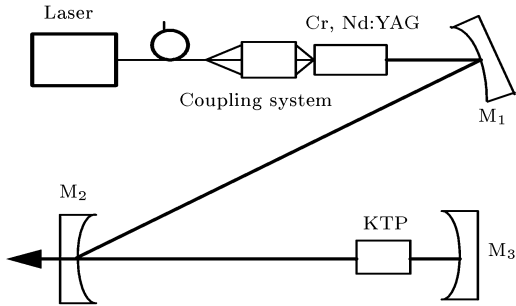 Laser
Cr, Nd:YAG
Coupling system
M1
M2
KTP
M3